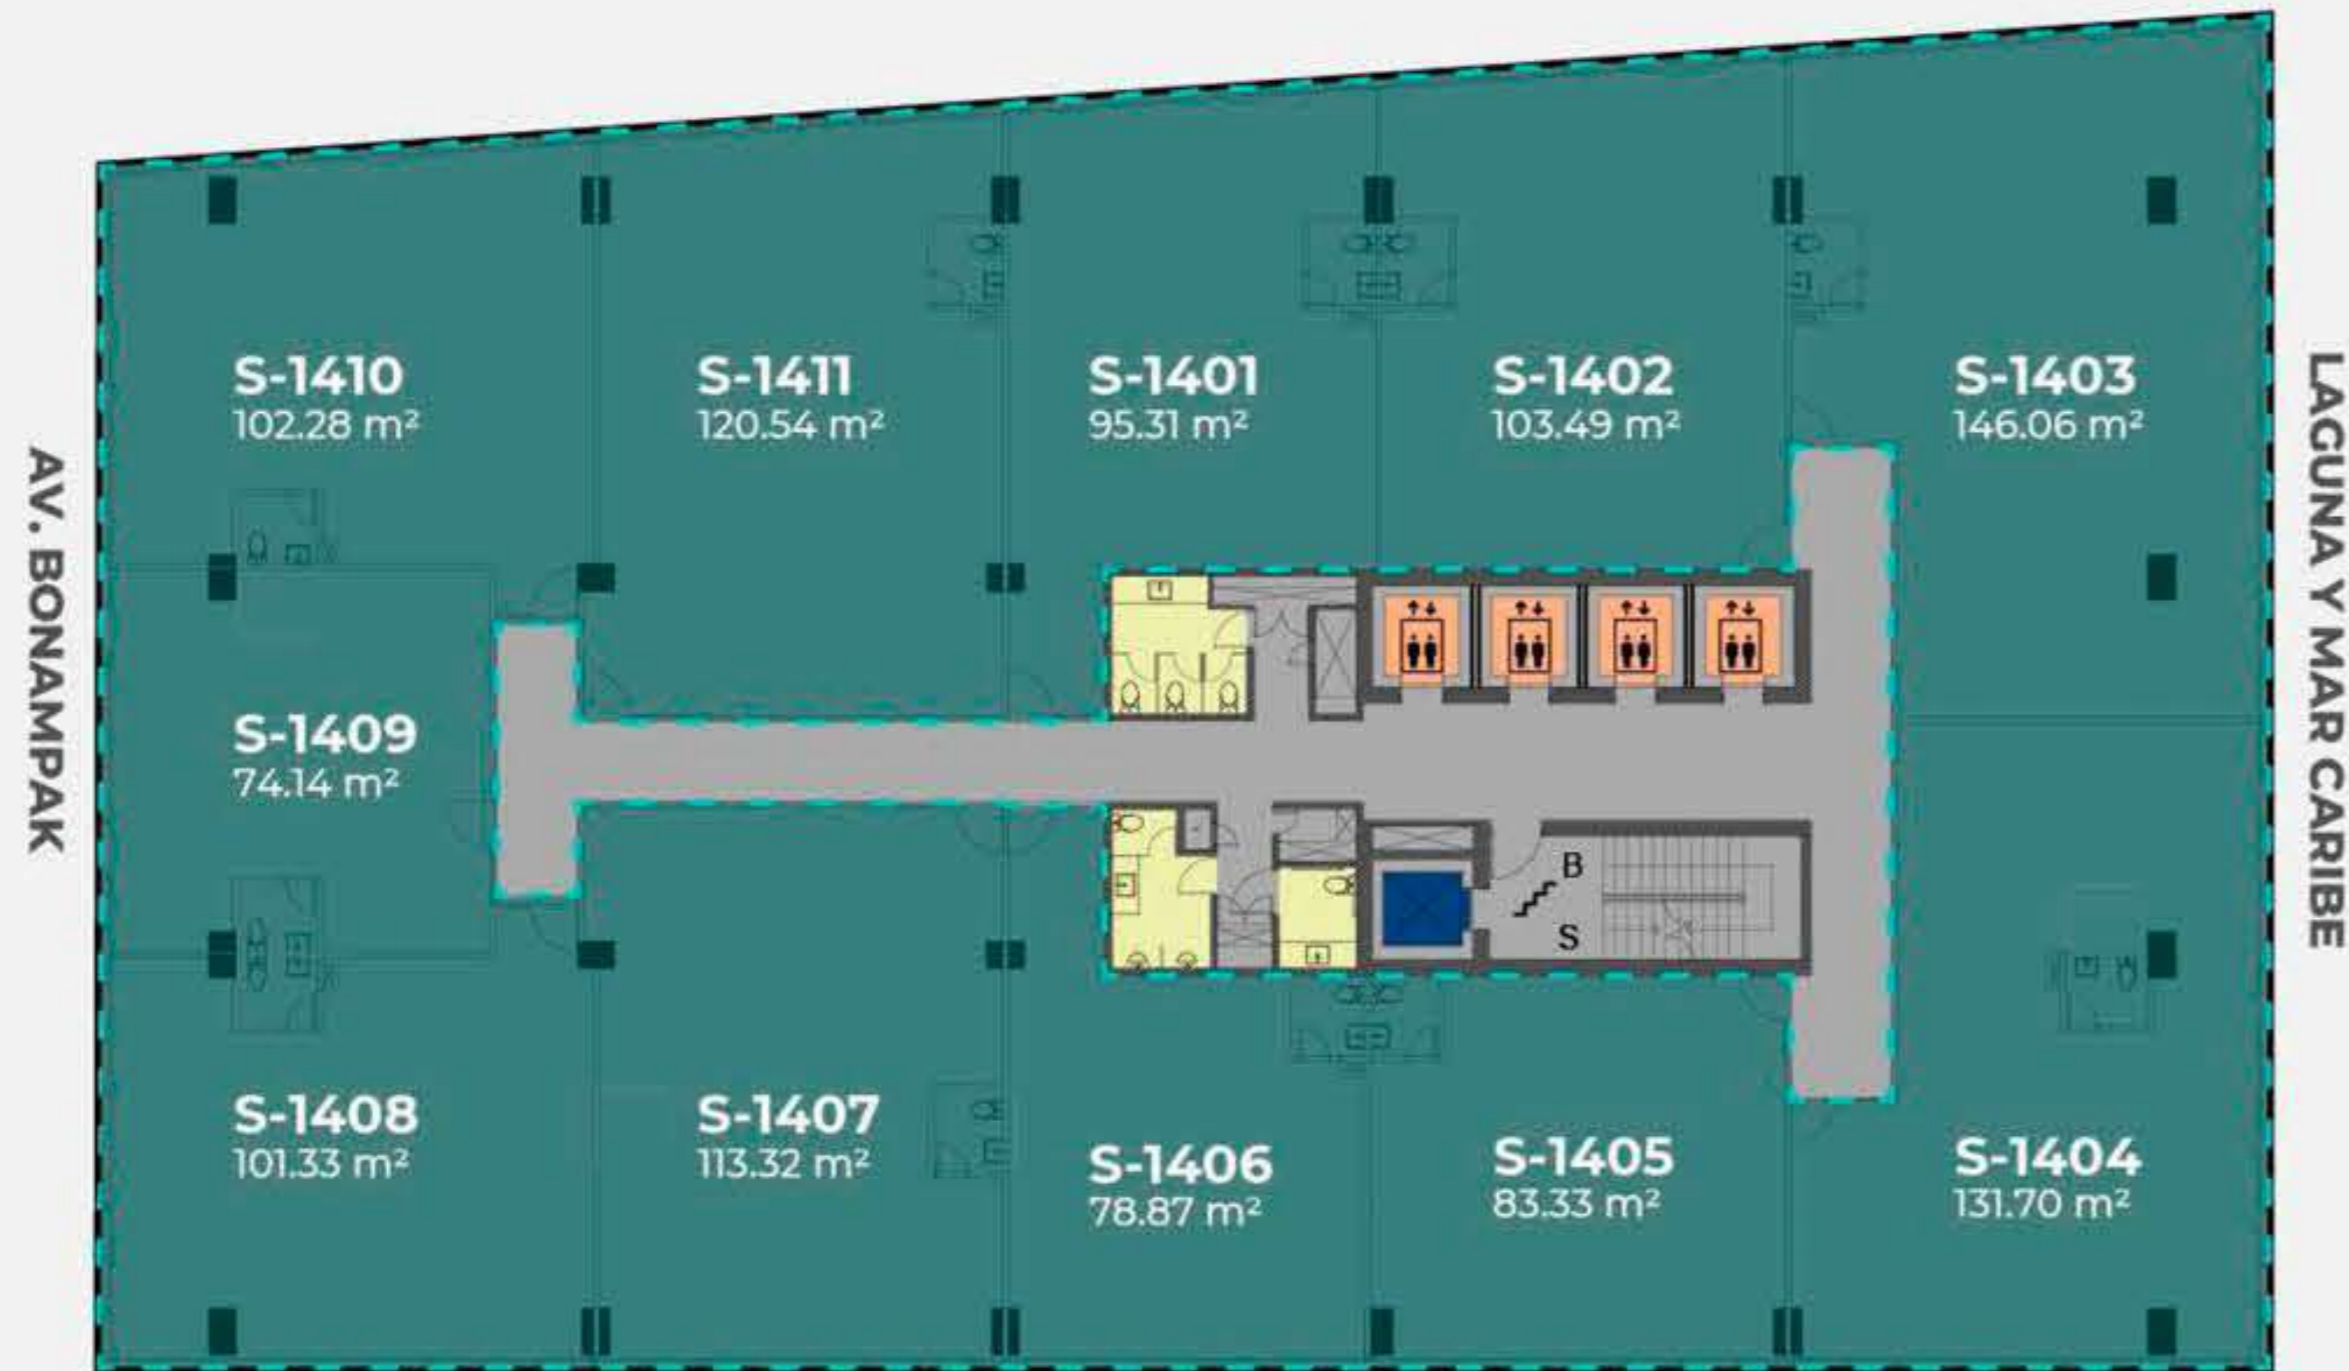 S-1410
102.28 m²
S-1411
120.54 m²
S-1401
95.31 m²
S-1402
103.49 m²
S-1403
146.06 m²
AV. BONAMPAK
LAGUNA Y MAR CARIBE
S-1409
74.14 m²
B
S
S-1408
101.33 m²
S-1407
113.32 m²
S-1406
78.87 m²
S-1405
83.33 m²
S-1404
131.70 m²